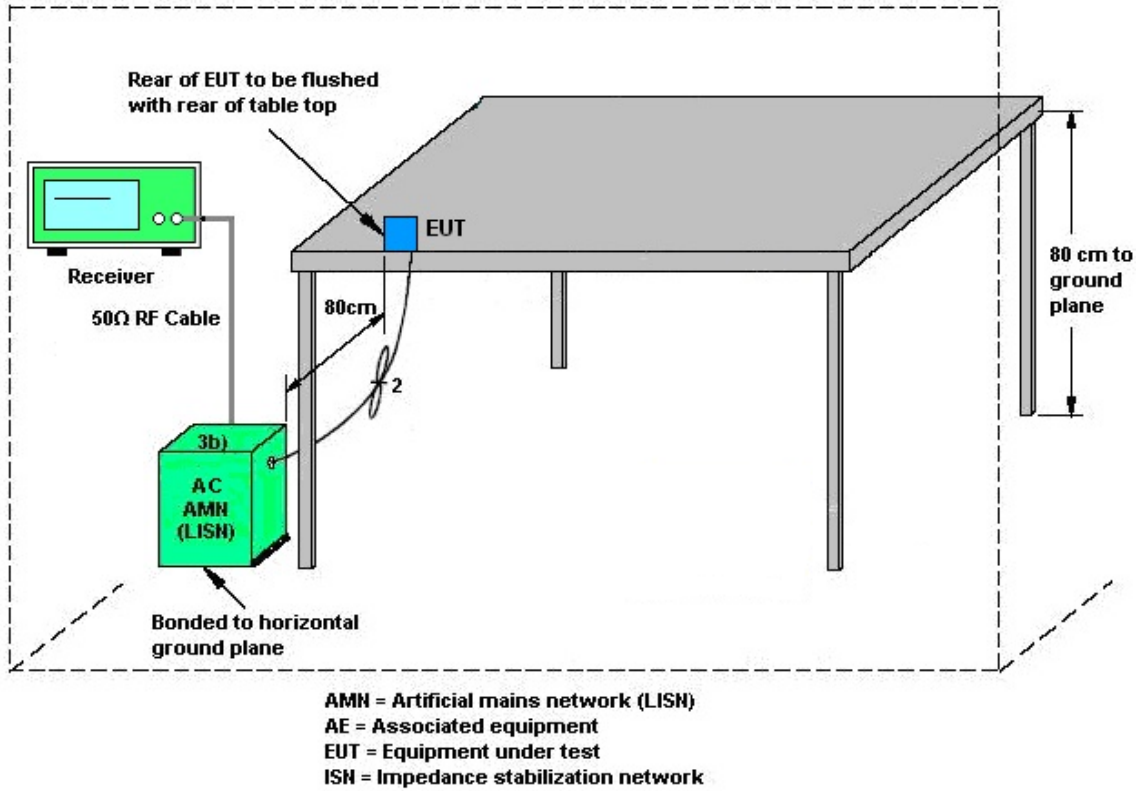 Rear of EUT to be flushed
with rear of table top
EUT
Receiver
50Ω RF Cable
80cm
80 cm to
ground
plane
2
3b)
AC
AMN
(LISN)
Bonded to horizontal
ground plane
AMN = Artificial mains network (LISN)
AE = Associated equipment
EUT = Equipment under test
ISN = Impedance stabilization network